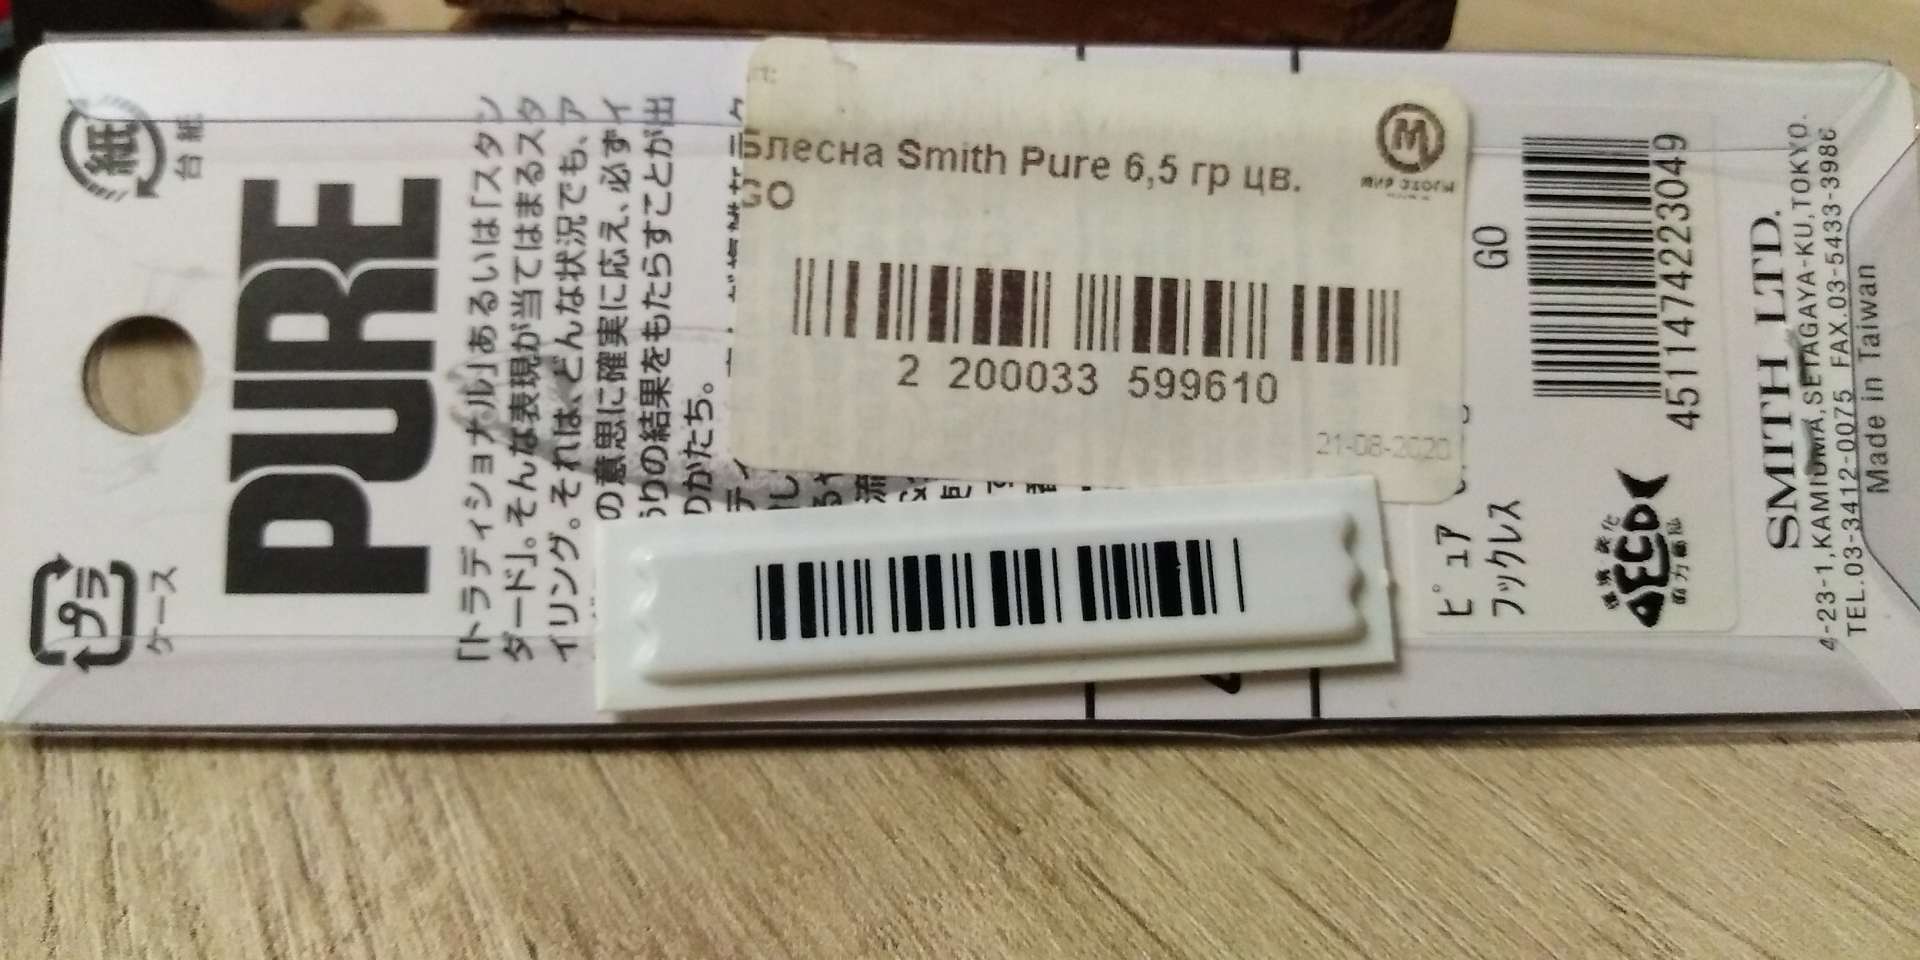 紙
台紙
プラ
ケース
PURE
「トラディショナル」あるいは「スタン
ダード」。そんな表現が当てはまるスタ
イリング。それは、どんな状況でも、ア
の意思に確実に応え、必ずイ
りの結果をもたらすことが出
のかたち。
Блесна Smith Pure 6,5 гр цв.
GO
2 200033 599610
21-08-2020
GO
ピュア
フックレス
4511474223049
SMITH LTD.
4-23-1,KAMIUMA,SETAGAYA-KU,TOKYO.
TEL.03-3412-0075 FAX.03-5433-3986
Made in Taiwan